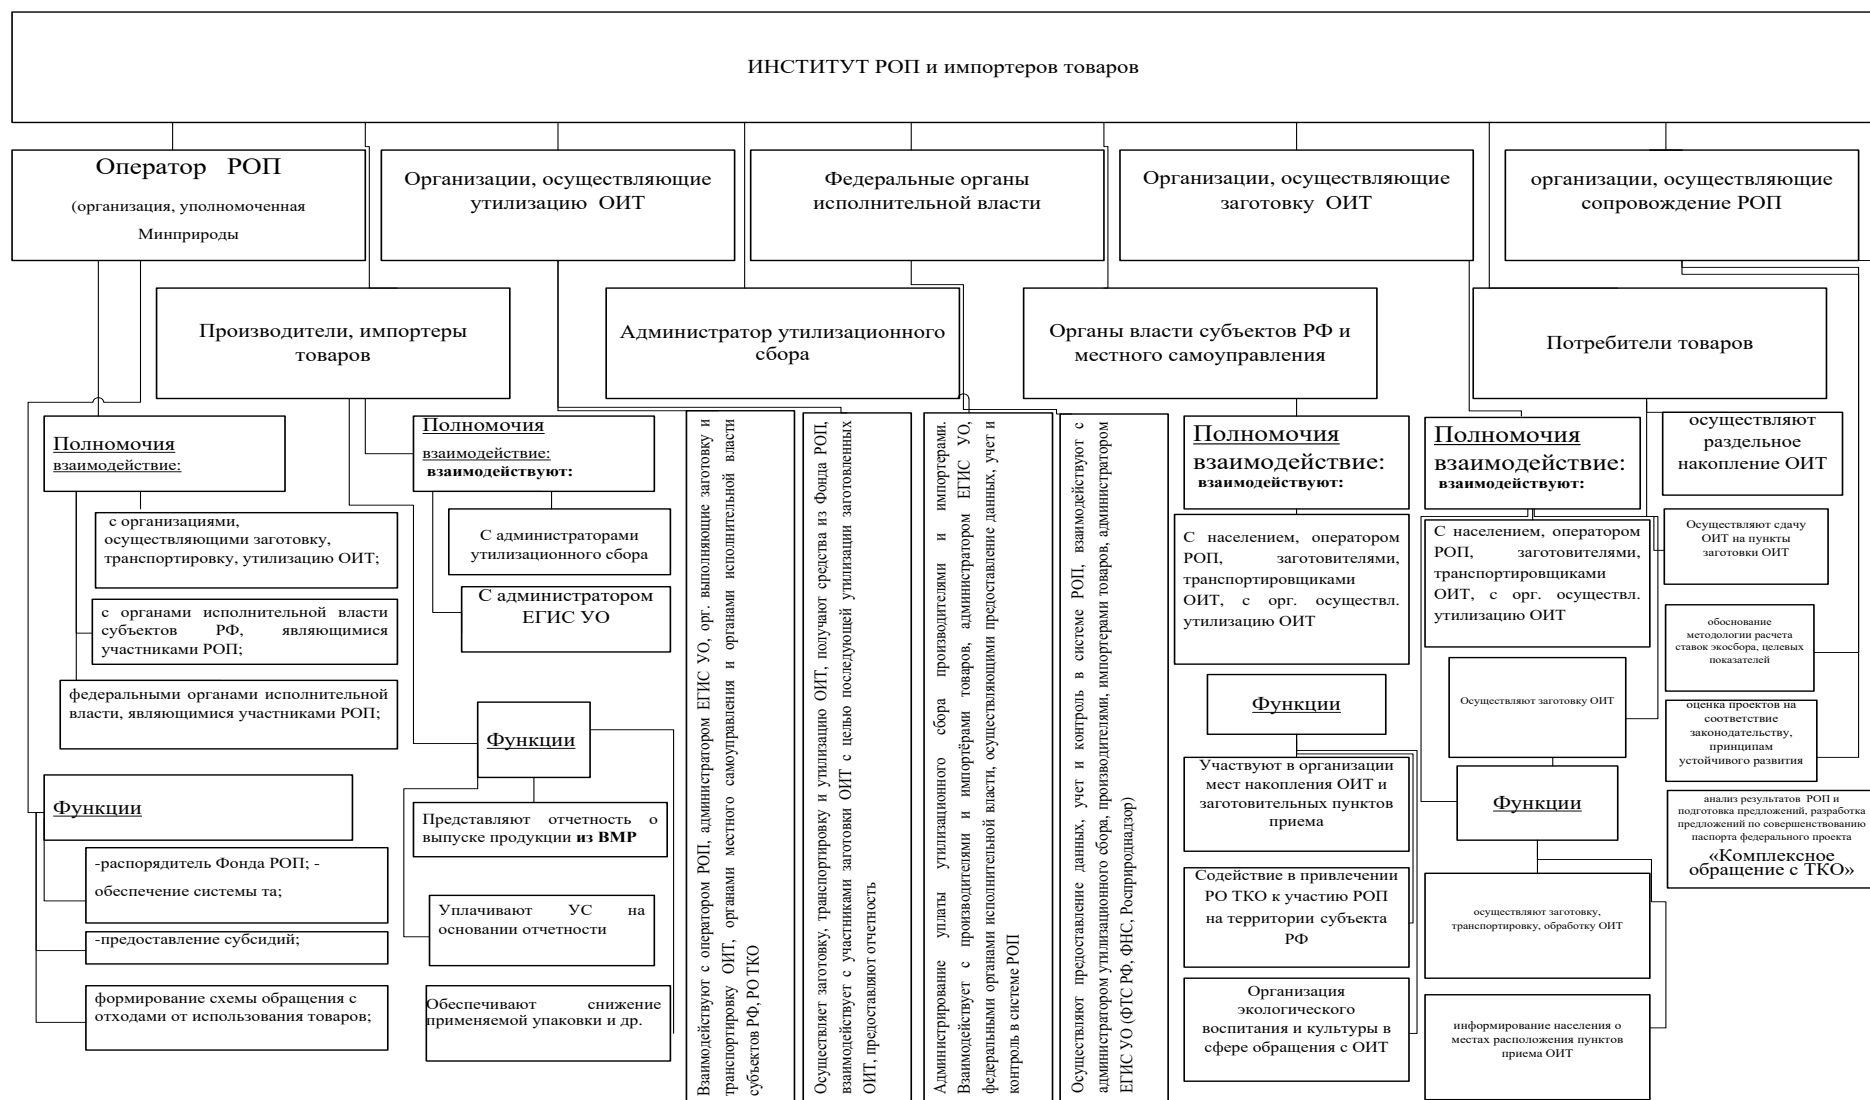 ИНСТИТУТ РОП и импортеров товаров
Оператор РОП
(организация, уполномоченная
Минприроды
Организации, осуществляющие
утилизацию ОИТ
Федеральные органы
исполнительной власти
Организации, осуществляющие
заготовку ОИТ
организации, осуществляющие
сопровождение РОП
Производители, импортеры
товаров
Администратор утилизационного
сбора
Органы власти субъектов РФ и
местного самоуправления
Потребители товаров
Полномочия
взаимодействие:
с организациями,
осуществляющими заготовку,
транспортировку, утилизацию ОИТ;
с органами исполнительной власти
субъектов РФ, являющимися
участниками РОП;
федеральными органами исполнительной
власти, являющимися участниками РОП;
Функции
-распорядитель Фонда РОП; -
обеспечение системы та;
-предоставление субсидий;
формирование схемы обращения с
отходами от использования товаров;
Полномочия
взаимодействие:
взаимодействуют:
С администраторами
утилизационного сбора
С администратором
ЕГИС УО
Функции
Представляют отчетность о
выпуске продукции из ВМР
Уплачивают УС на
основании отчетности
Обеспечивают снижение
применяемой упаковки и др.
Взаимодействуют с оператором РОП, администратором ЕГИС УО, орг. выполняющие заготовку и
транспортировку ОИТ, органами местного самоуправления и органами исполнительной власти
субъектов РФ, РО ТКО
Осуществляет заготовку, транспортировку и утилизацию ОИТ, получают средства из Фонда РОП,
взаимодействует с участниками заготовки ОИТ с целью последующей утилизации заготовленных
ОИТ, предоставляют отчетность
Администрирование уплаты утилизационного сбора производителями и импортерами.
Взаимодействует с производителями и импортёрами товаров, администратором ЕГИС УО,
федеральными органами исполнительной власти, осуществляющими предоставление данных, учет и
контроль в системе РОП
Осуществляют предоставление данных, учет и контроль в системе РОП, взаимодействуют с
администратором утилизационного сбора, производителями, импортерами товаров, администратором
ЕГИС УО (ФТС РФ, ФНС, Росприроднадзор)
Полномочия
взаимодействие:
взаимодействуют:
С населением, оператором
РОП, заготовителями,
транспортировщиками
ОИТ, с орг. осуществл.
утилизацию ОИТ
Функции
Участвуют в организации
мест накопления ОИТ и
заготовительных пунктов
приема
Содействие в привлечении
РО ТКО к участию РОП
на территории субъекта
РФ
Организация
экологического
воспитания и культуры в
сфере обращения с ОИТ
Полномочия
взаимодействие:
взаимодействуют:
С населением, оператором
РОП, заготовителями,
транспортировщиками
ОИТ, с орг. осуществл.
утилизацию ОИТ
Осуществляют заготовку ОИТ
Функции
осуществляют заготовку,
транспортировку, обработку ОИТ
информирование населения о
местах расположения пунктов
приема ОИТ
осуществляют
раздельное
накопление ОИТ
Осуществляют сдачу
ОИТ на пункты
заготовки ОИТ
обоснование
методологии расчета
ставок экосбора, целевых
показателей
оценка проектов на
соответствие
законодательству,
принципам
устойчивого развития
анализ результатов РОП и
подготовка предложений, разработка
предложений по совершенствованию
паспорта федерального проекта
«Комплексное
обращение с ТКО»